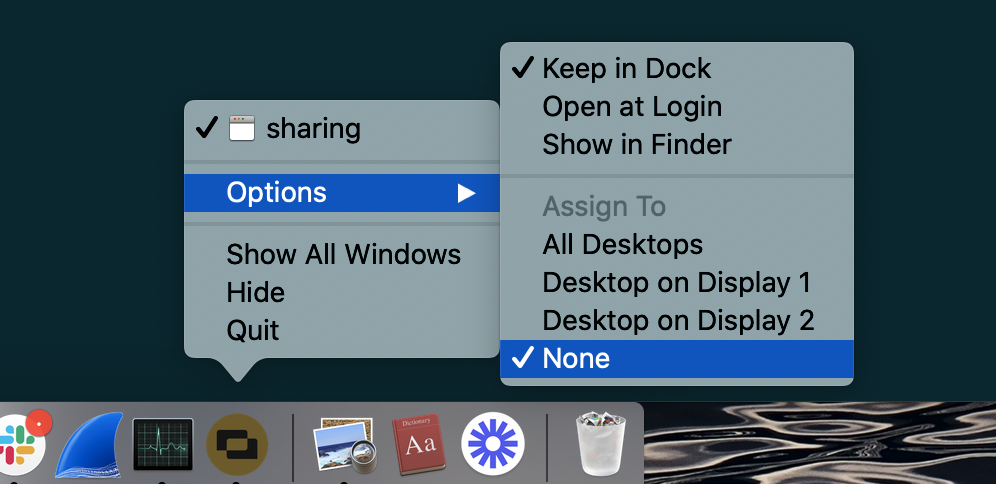 sharing
Options
Show All Windows
Hide
Quit
Keep in Dock
Open at Login
Show in Finder
Assign To
All Desktops
Desktop on Display 1
Desktop on Display 2
None
Dictionary
Aa